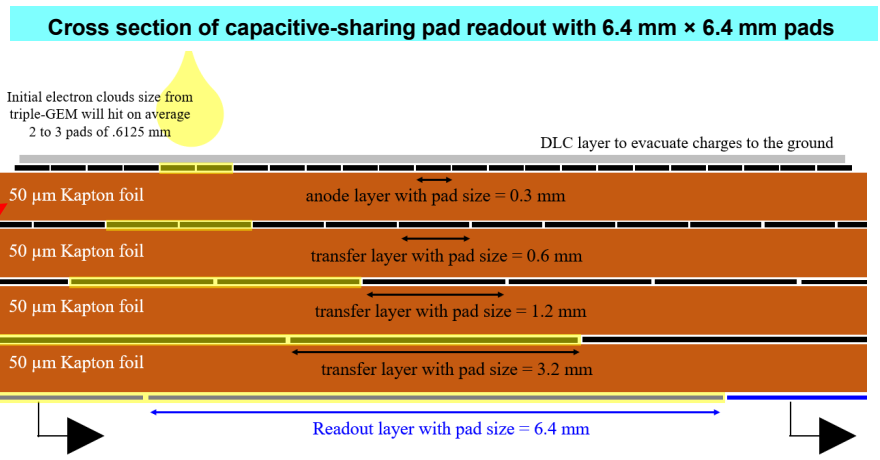 Cross section of capacitive-sharing pad readout with 6.4 mm × 6.4 mm pads
Initial electron clouds size from
triple-GEM will hit on average
2 to 3 pads of .6125 mm
DLC layer to evacuate charges to the ground
50 µm Kapton foil
anode layer with pad size = 0.3 mm
50 µm Kapton foil
transfer layer with pad size = 0.6 mm
50 µm Kapton foil
transfer layer with pad size = 1.2 mm
50 µm Kapton foil
transfer layer with pad size = 3.2 mm
Readout layer with pad size = 6.4 mm